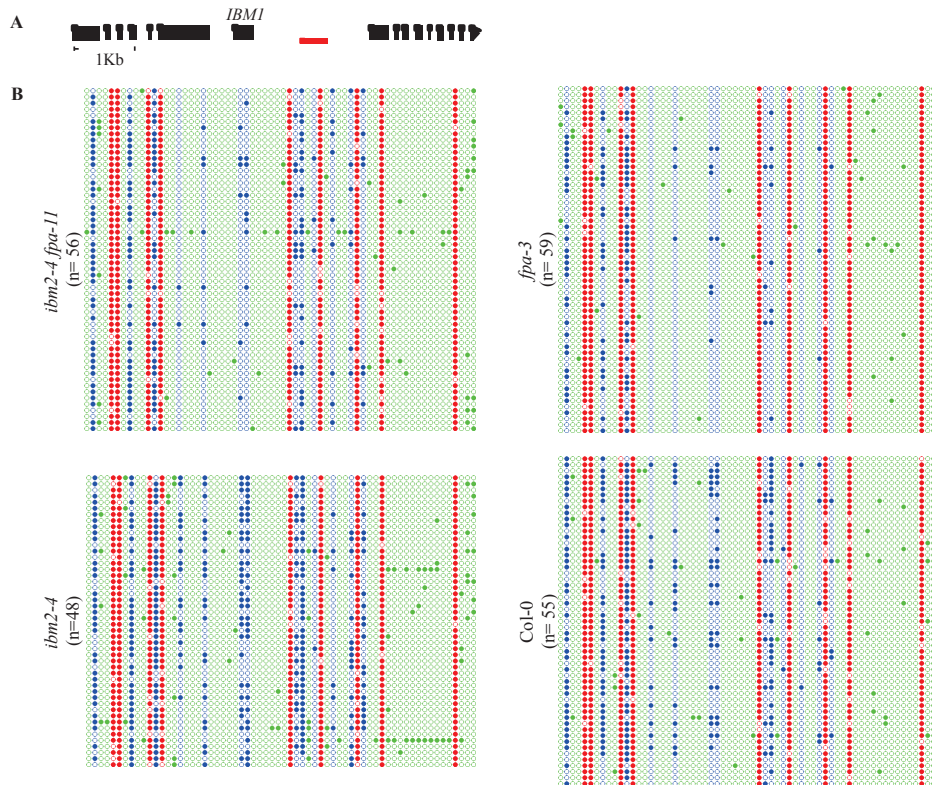 A
IBM1
1Kb
B
ibm2-4 fpa-11
(n= 56)
fpa-3
(n= 59)
ibm2-4
(n=48)
Col-0
(n= 55)